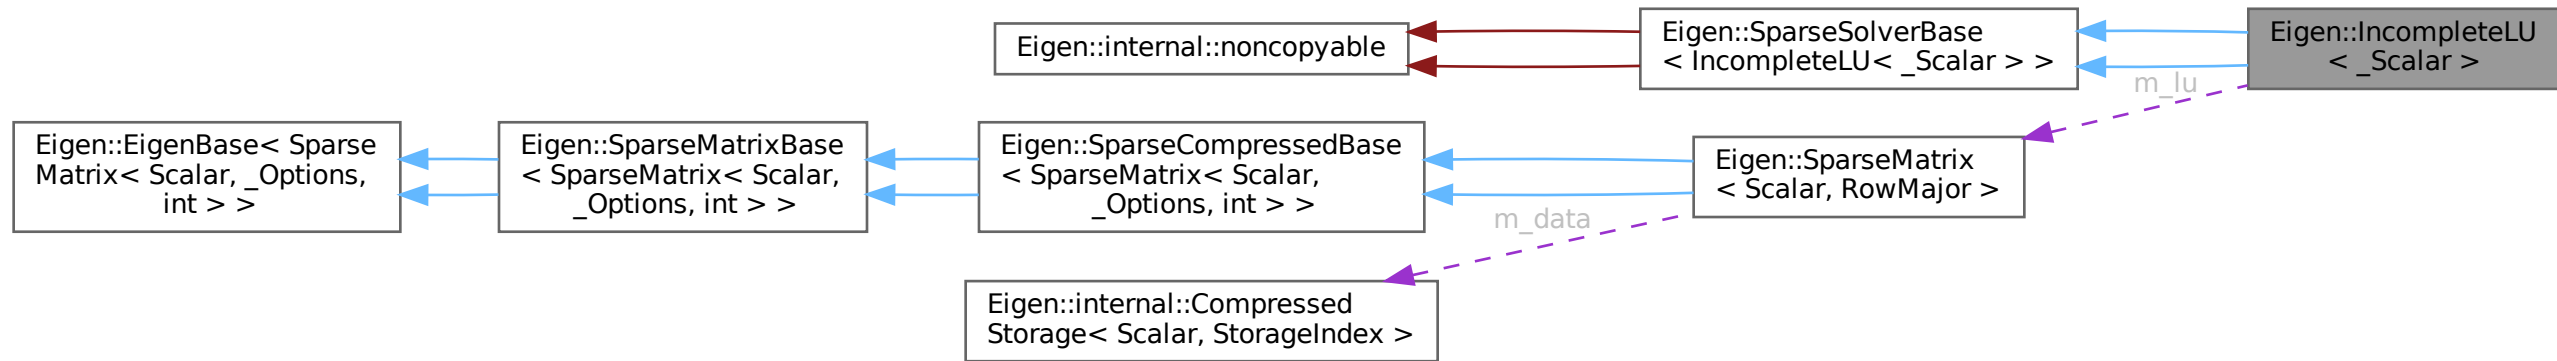 Eigen::internal::noncopyable
Eigen::SparseSolverBase
< IncompleteLU< _Scalar > >
Eigen::IncompleteLU
< _Scalar >
m_lu
Eigen::EigenBase< Sparse
Matrix< Scalar, _Options,
int > >
Eigen::SparseMatrixBase
< SparseMatrix< Scalar,
_Options, int > >
Eigen::SparseCompressedBase
< SparseMatrix< Scalar,
_Options, int > >
Eigen::SparseMatrix
< Scalar, RowMajor >
m_data
Eigen::internal::Compressed
Storage< Scalar, StorageIndex >